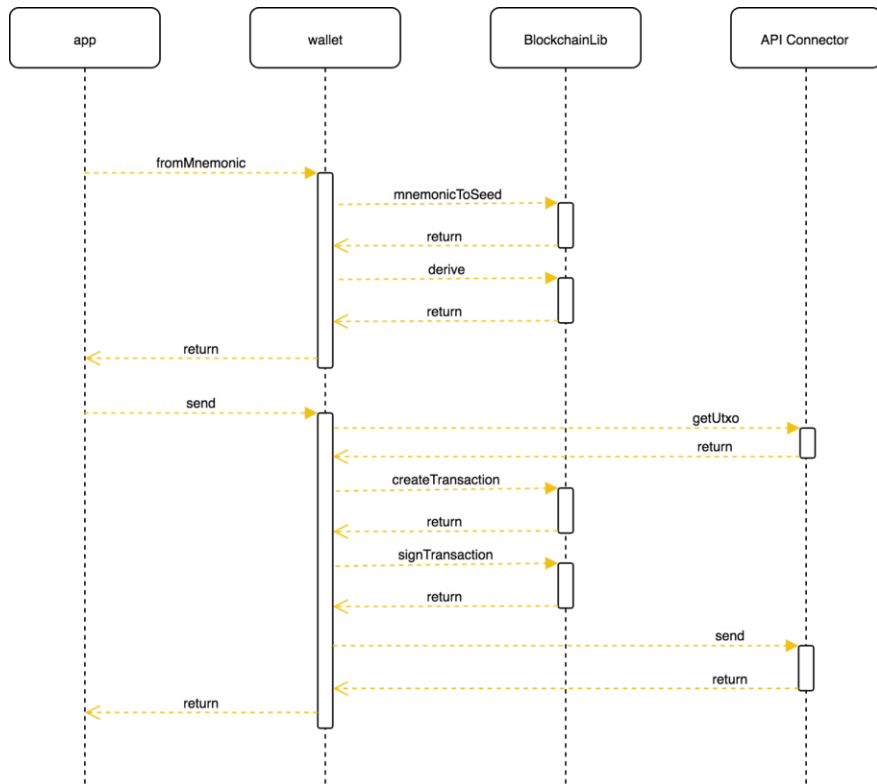 app
wallet
BlockchainLib
API Connector
fromMnemonic
mnemonicToSeed
return
derive
return
return
send
getUtxo
return
createTransaction
return
signTransaction
return
send
return
return